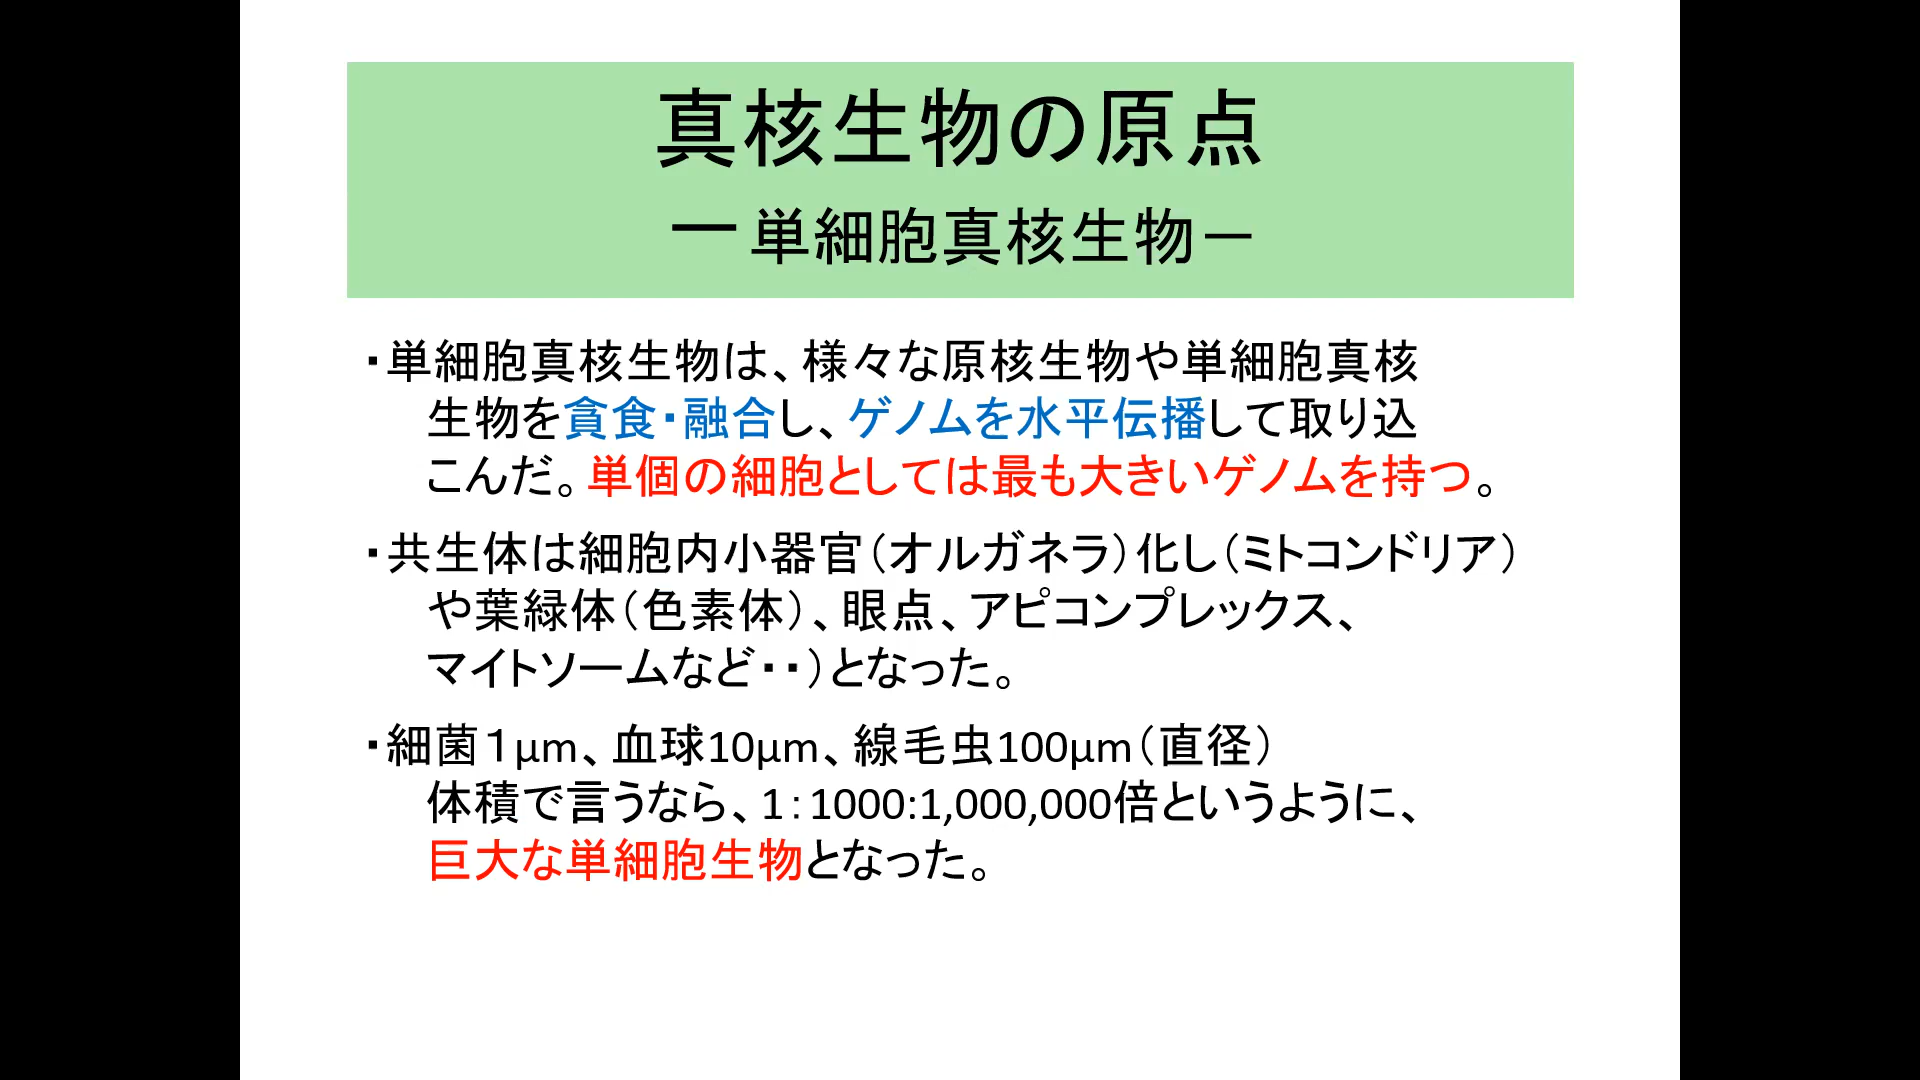 真核生物の原点
ー単細胞真核生物－
・単細胞真核生物は、様々な原核生物や単細胞真核
生物を貪食・融合し、ゲノムを水平伝播して取り込
こんだ。単個の細胞としては最も大きいゲノムを持つ。
・共生体は細胞内小器官（オルガネラ）化し（ミトコンドリア）
や葉緑体（色素体）、眼点、アピコンプレックス、
マイトソームなど・・）となった。
・細菌１μm、血球10μm、線毛虫100μm（直径）
体積で言うなら、1：1000:1,000,000倍というように、
巨大な単細胞生物となった。